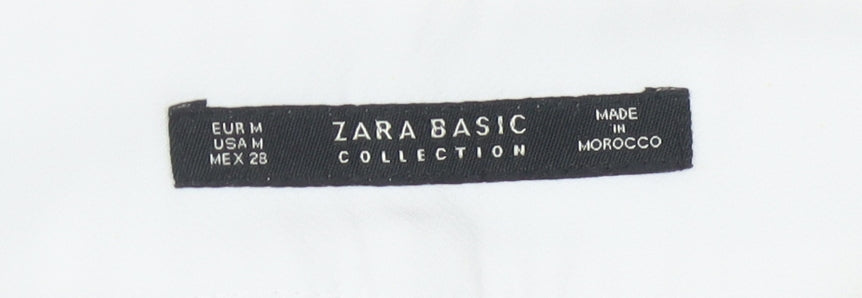 EUR M
USA M
MEX 28
ZARA BASIC
COLLECTION
MADE
IN
MOROCCO